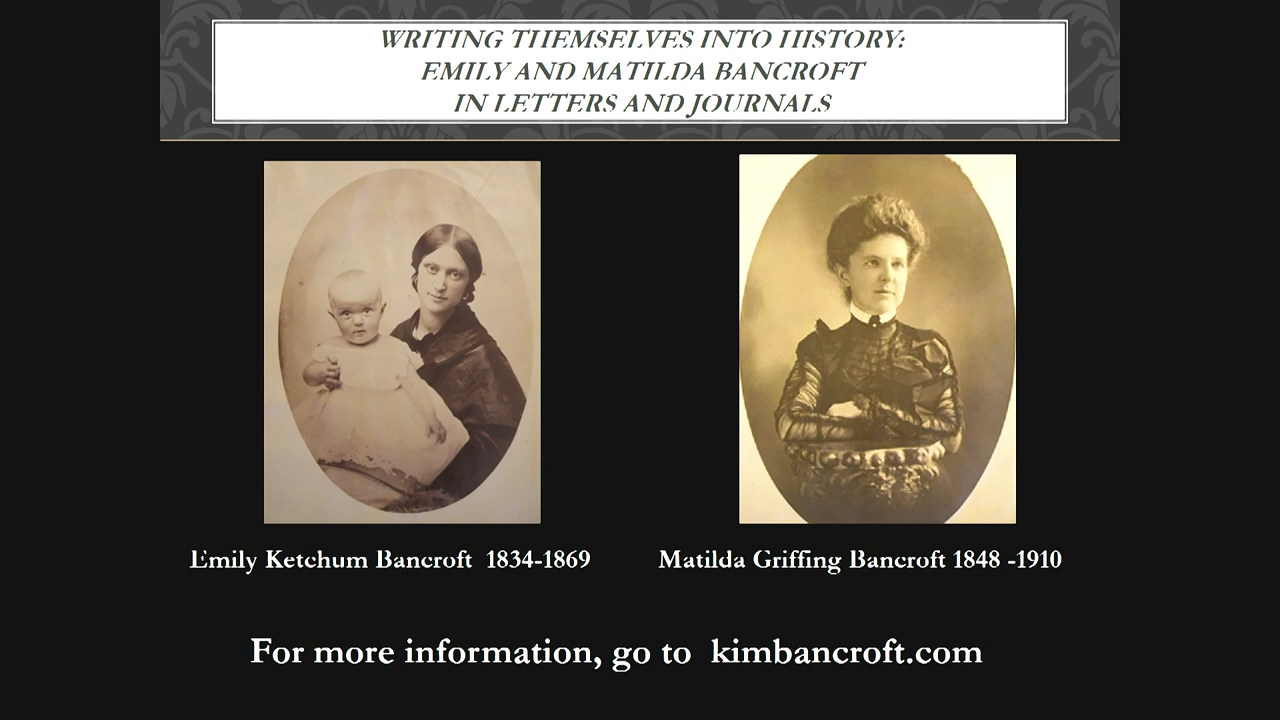 WRITING THEMSELVES INTO HISTORY:
EMILY AND MATILDA BANCROFT
IN LETTERS AND JOURNALS
Emily Ketchum Bancroft 1834-1869
Matilda Griffing Bancroft 1848 -1910
For more information, go to kimbancroft.com